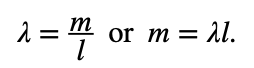 λ = m/l or m = λl.